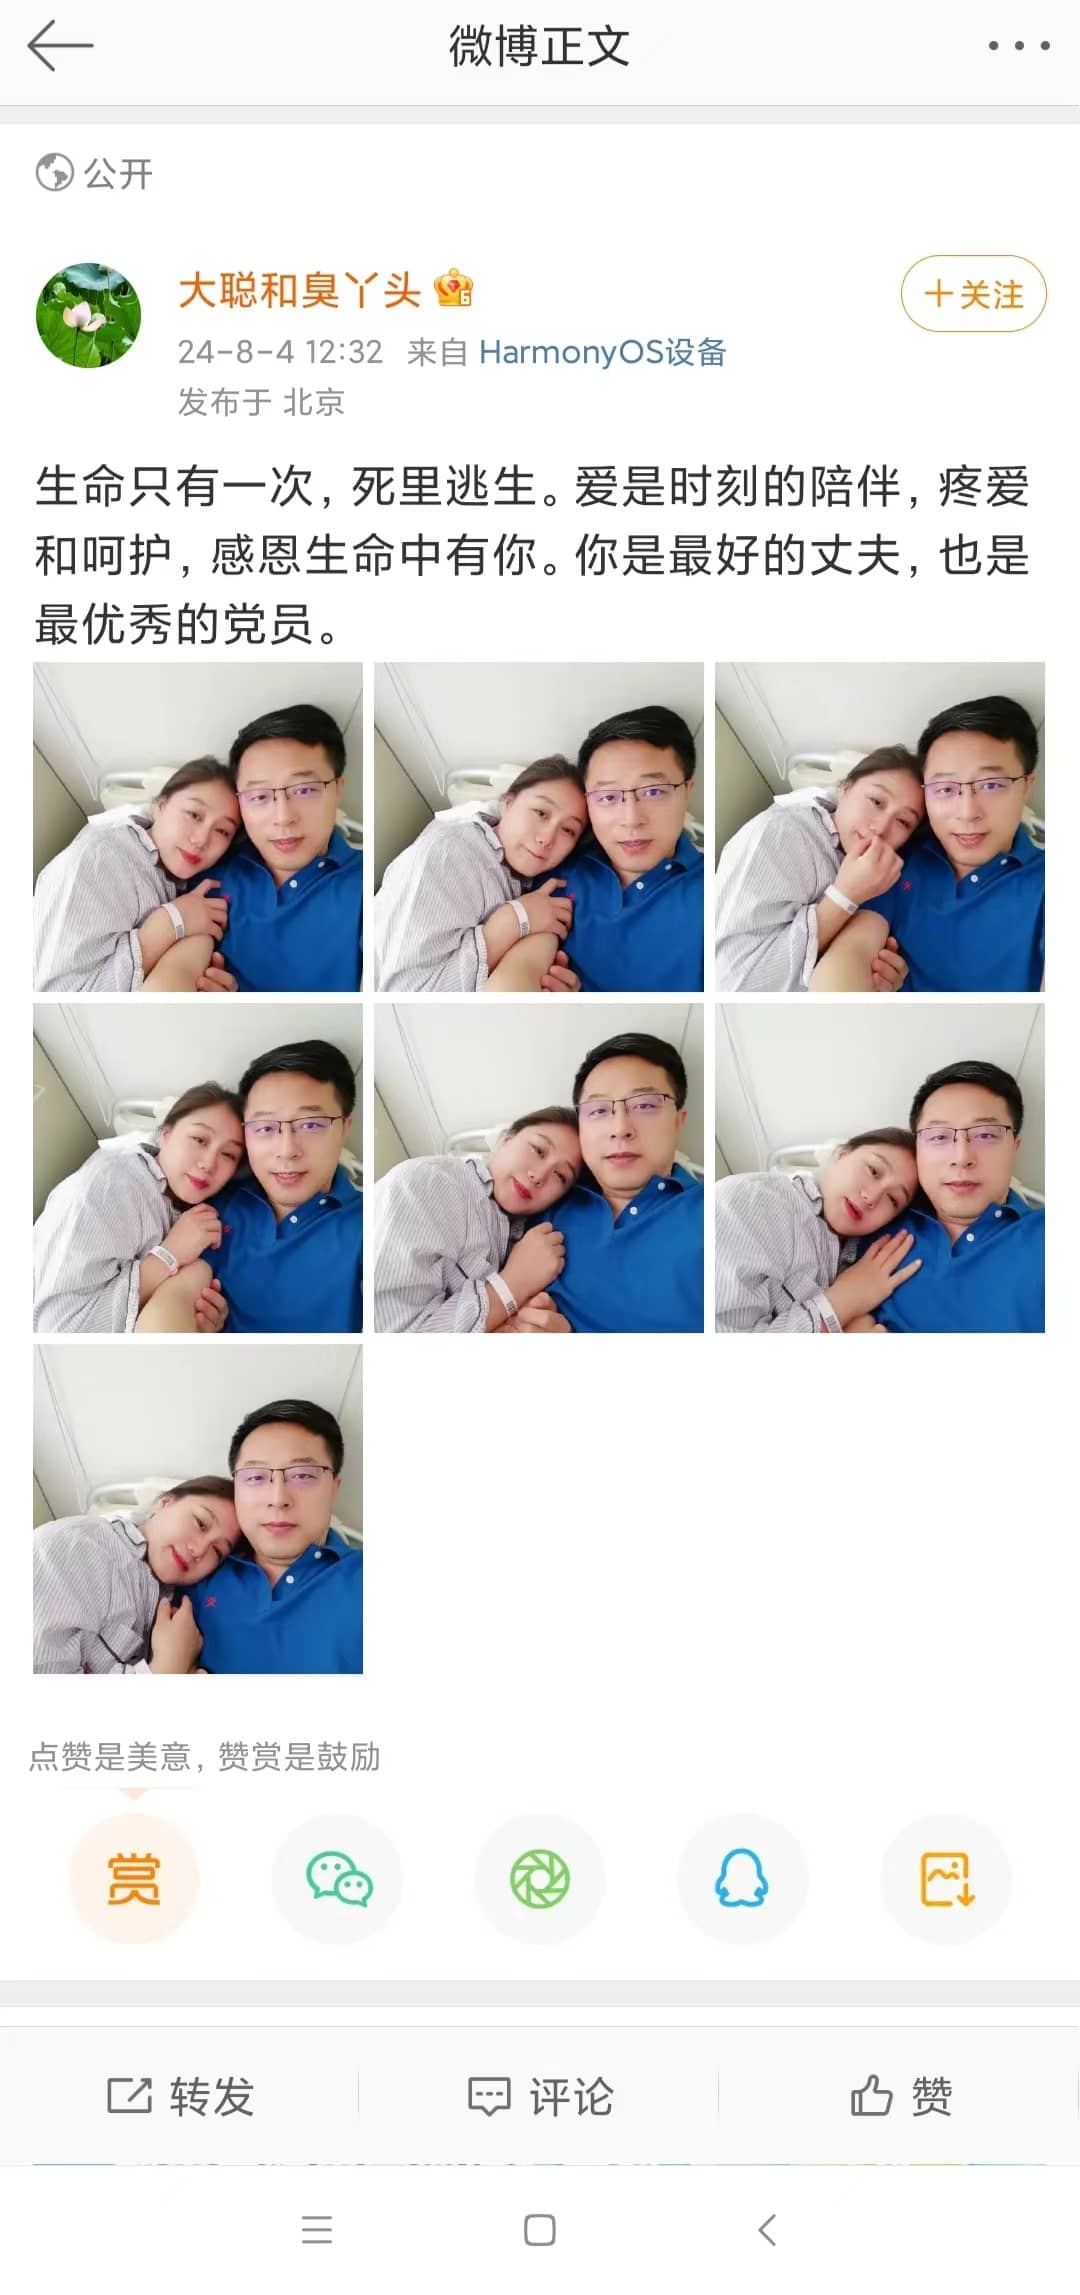 微博正文
公开
大聪和臭丫头
+关注
24-8-4 12:32 来自 HarmonyOS设备
发布于 北京
生命只有一次，死里逃生。爱是时刻的陪伴，疼爱
和呵护，感恩生命中有你。你是最好的丈夫，也是
最优秀的党员。
点赞是美意，赞赏是鼓励
赏
转发
评论
赞